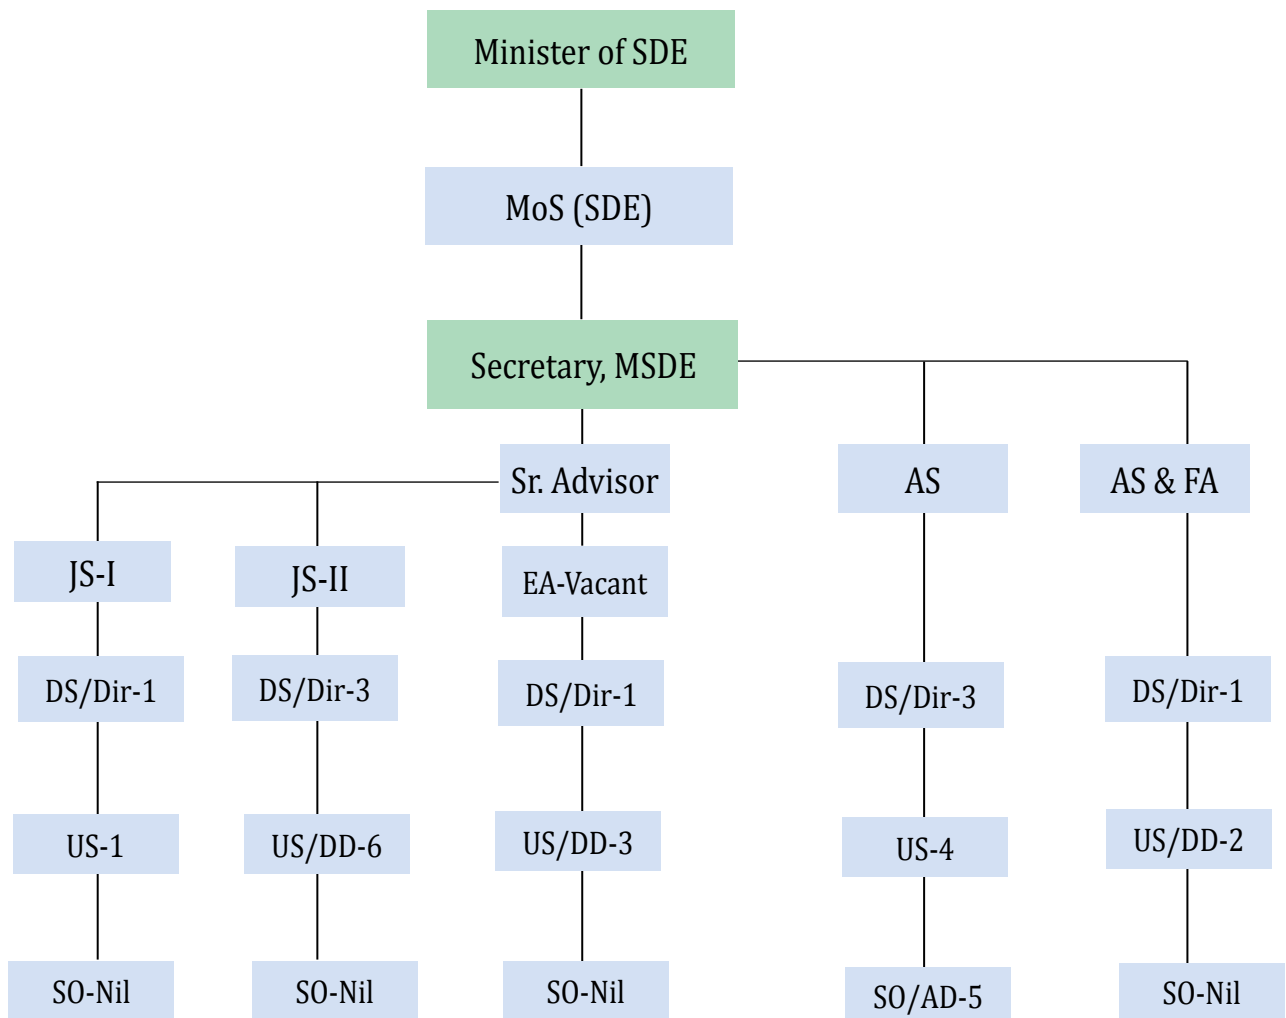 Minister of SDE
MoS (SDE)
Secretary, MSDE
Sr. Advisor
AS
AS & FA
JS-I
JS-II
EA-Vacant
DS/Dir-1
DS/Dir-3
DS/Dir-1
DS/Dir-3
DS/Dir-1
US-1
US/DD-6
US/DD-3
US-4
US/DD-2
SO-Nil
SO-Nil
SO-Nil
SO/AD-5
SO-Nil